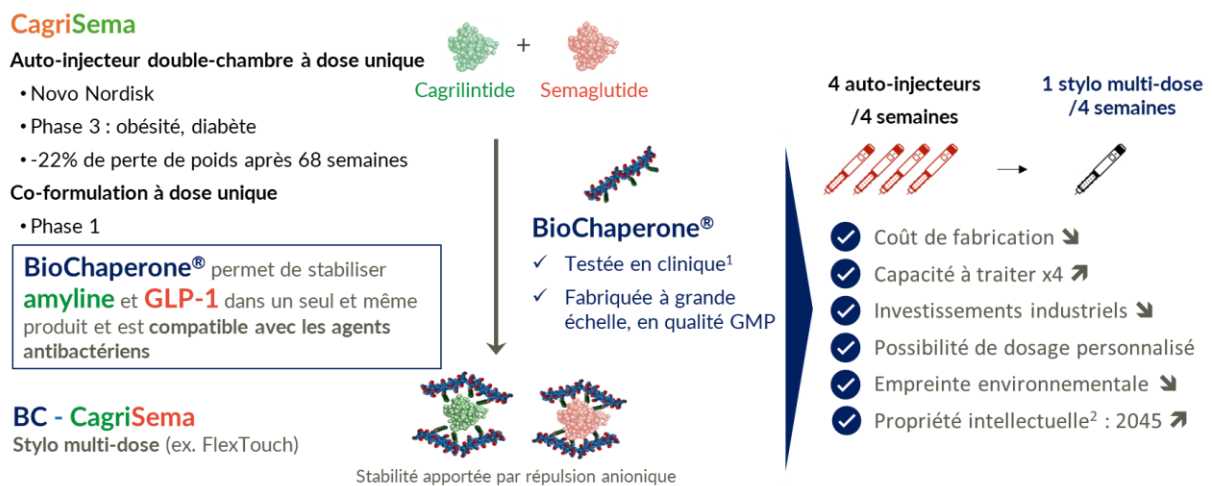 CagriSema
Auto-injecteur double-chambre à dose unique
• Novo Nordisk
• Phase 3 : obésité, diabète
• -22% de perte de poids après 68 semaines
Co-formulation à dose unique
• Phase 1
BioChaperone® permet de stabiliser
amyline et GLP-1 dans un seul et même
produit et est compatible avec les agents
antibactériens
BC - CagriSema
Stylo multi-dose (ex. FlexTouch)
+
Cagrilintide
Semaglutide
BioChaperone®
✓ Testée en clinique¹
✓ Fabriquée à grande
échelle, en qualité GMP
Stabilité apportée par répulsion anionique
4 auto-injecteurs
/4 semaines
1 stylo multi-dose
/4 semaines
Coût de fabrication ↘
Capacité à traiter x4 ↗
Investissements industriels ↘
Possibilité de dosage personnalisé
Empreinte environnementale ↘
Propriété intellectuelle² : 2045 ↗